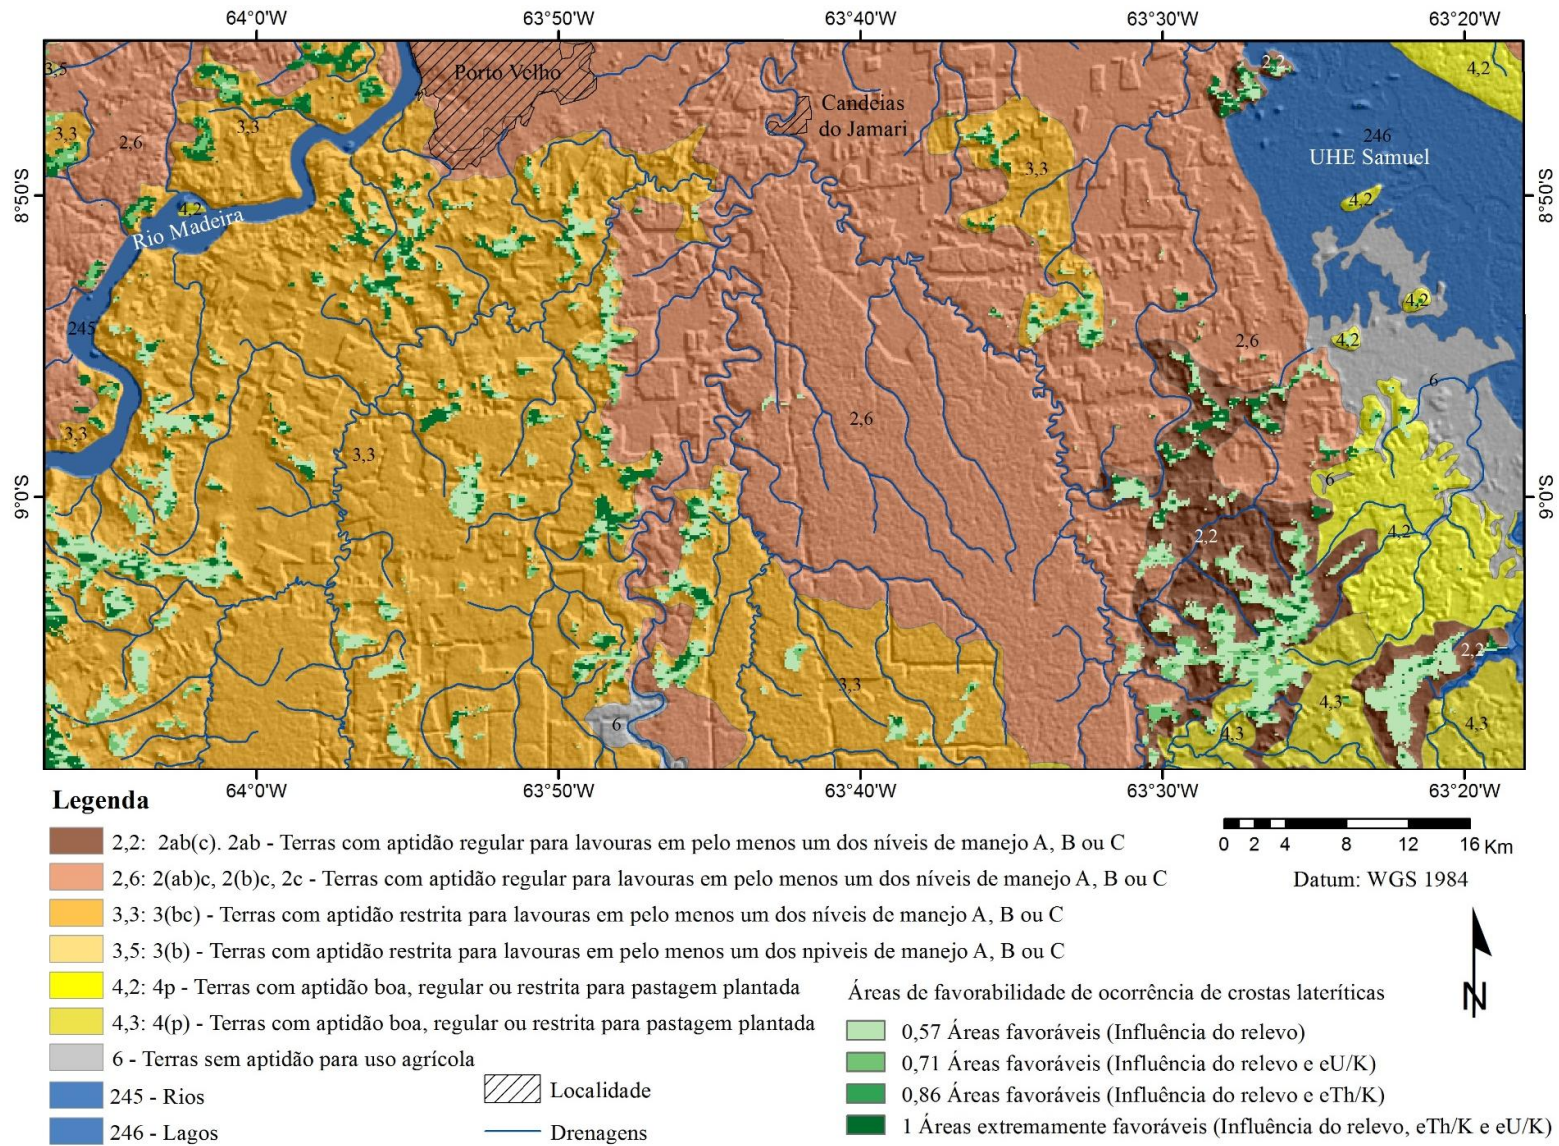 64°0'W 63°50'W 63°40'W 63°30'W 63°20'W
3,5
Porto Velho
2,2
4,2
Candeias
do Jamari
3,3
3,3
2,6
246
UHE Samuel
3,3
8°50'S
8°50'S
4,2
4,2
Rio Madeira
4,2
245
2,6
4,2
6
2,6
3,3
3,3
6
9°0'S
9°0'S
2,2
4,2
2,2
3,3
4,3
6
4,3
4,3
64°0'W 63°50'W 63°40'W 63°30'W 63°20'W
Legenda
2,2: 2ab(c). 2ab - Terras com aptidão regular para lavouras em pelo menos um dos níveis de manejo A, B ou C
2,6: 2(ab)c, 2(b)c, 2c - Terras com aptidão regular para lavouras em pelo menos um dos níveis de manejo A, B ou C
3,3: 3(bc) - Terras com aptidão restrita para lavouras em pelo menos um dos níveis de manejo A, B ou C
3,5: 3(b) - Terras com aptidão restrita para lavouras em pelo menos um dos npiveis de manejo A, B ou C
4,2: 4p - Terras com aptidão boa, regular ou restrita para pastagem plantada
4,3: 4(p) - Terras com aptidão boa, regular ou restrita para pastagem plantada
6 - Terras sem aptidão para uso agrícola
245 - Rios
246 - Lagos
Localidade
Drenagens
0 2 4 8 12 16 Km
Datum: WGS 1984
N
Áreas de favorabilidade de ocorrência de crostas lateríticas
0,57 Áreas favoráveis (Influência do relevo)
0,71 Áreas favoráveis (Influência do relevo e eU/K)
0,86 Áreas favoráveis (Influência do relevo e eTh/K)
1 Áreas extremamente favoráveis (Influência do relevo, eTh/K e eU/K)